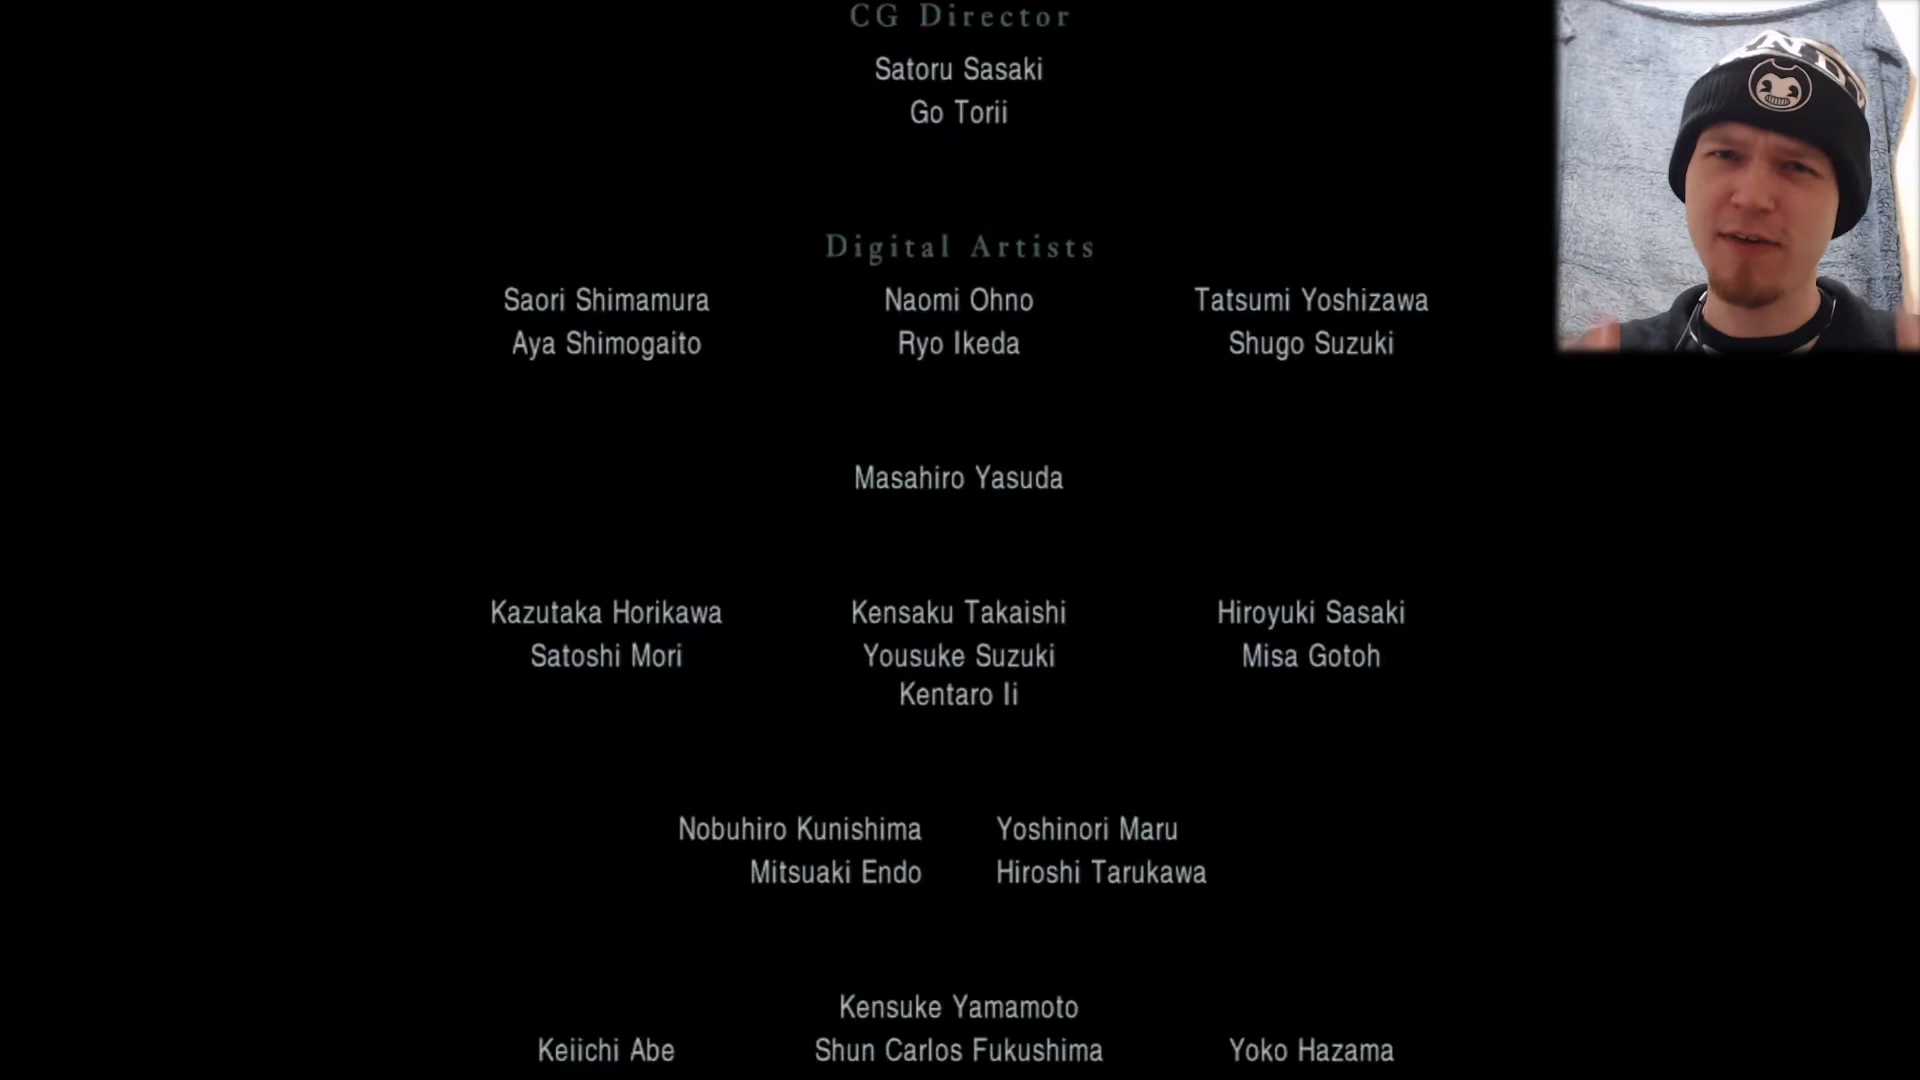 CG Director
Satoru Sasaki
Go Torii
Digital Artists
Saori Shimamura Naomi Ohno Tatsumi Yoshizawa
Aya Shimogaito Ryo Ikeda Shugo Suzuki
Masahiro Yasuda
Kazutaka Horikawa Kensaku Takaishi Hiroyuki Sasaki
Satoshi Mori Yousuke Suzuki Misa Gotoh
Kentaro Ii
Nobuhiro Kunishima Yoshinori Maru
Mitsuaki Endo Hiroshi Tarukawa
Kensuke Yamamoto
Keiichi Abe Shun Carlos Fukushima Yoko Hazama